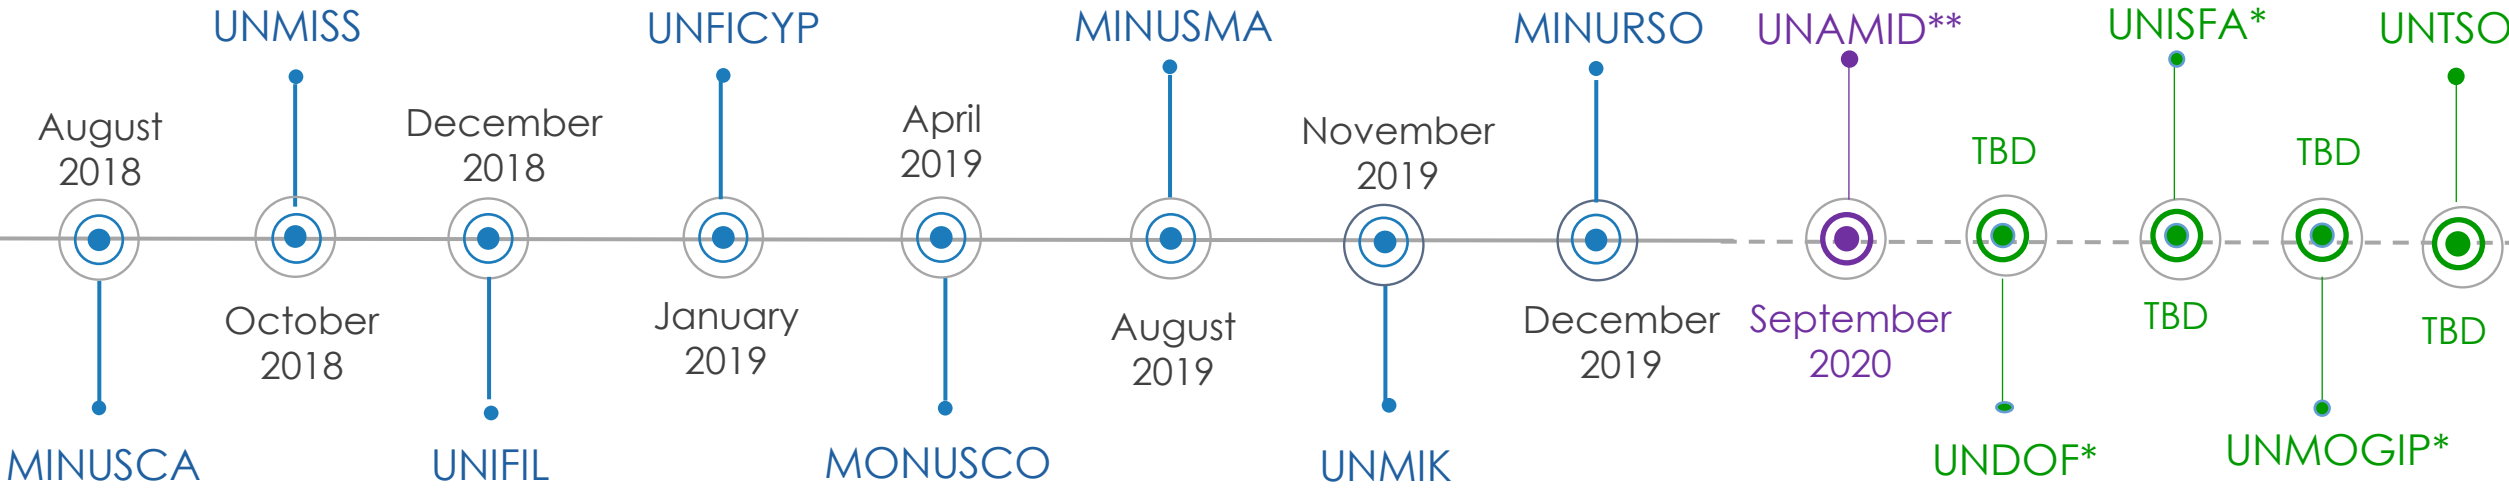 UNMISS
UNFICYP
MINUSMA
MINURSO
UNAMID**
UNISFA*
UNTSO
August
2018
December
2018
April
2019
November
2019
TBD
TBD
October
2018
January
2019
August
2019
December
2019
September
2020
TBD
TBD
MINUSCA
UNIFIL
MONUSCO
UNMIK
UNDOF*
UNMOGIP*